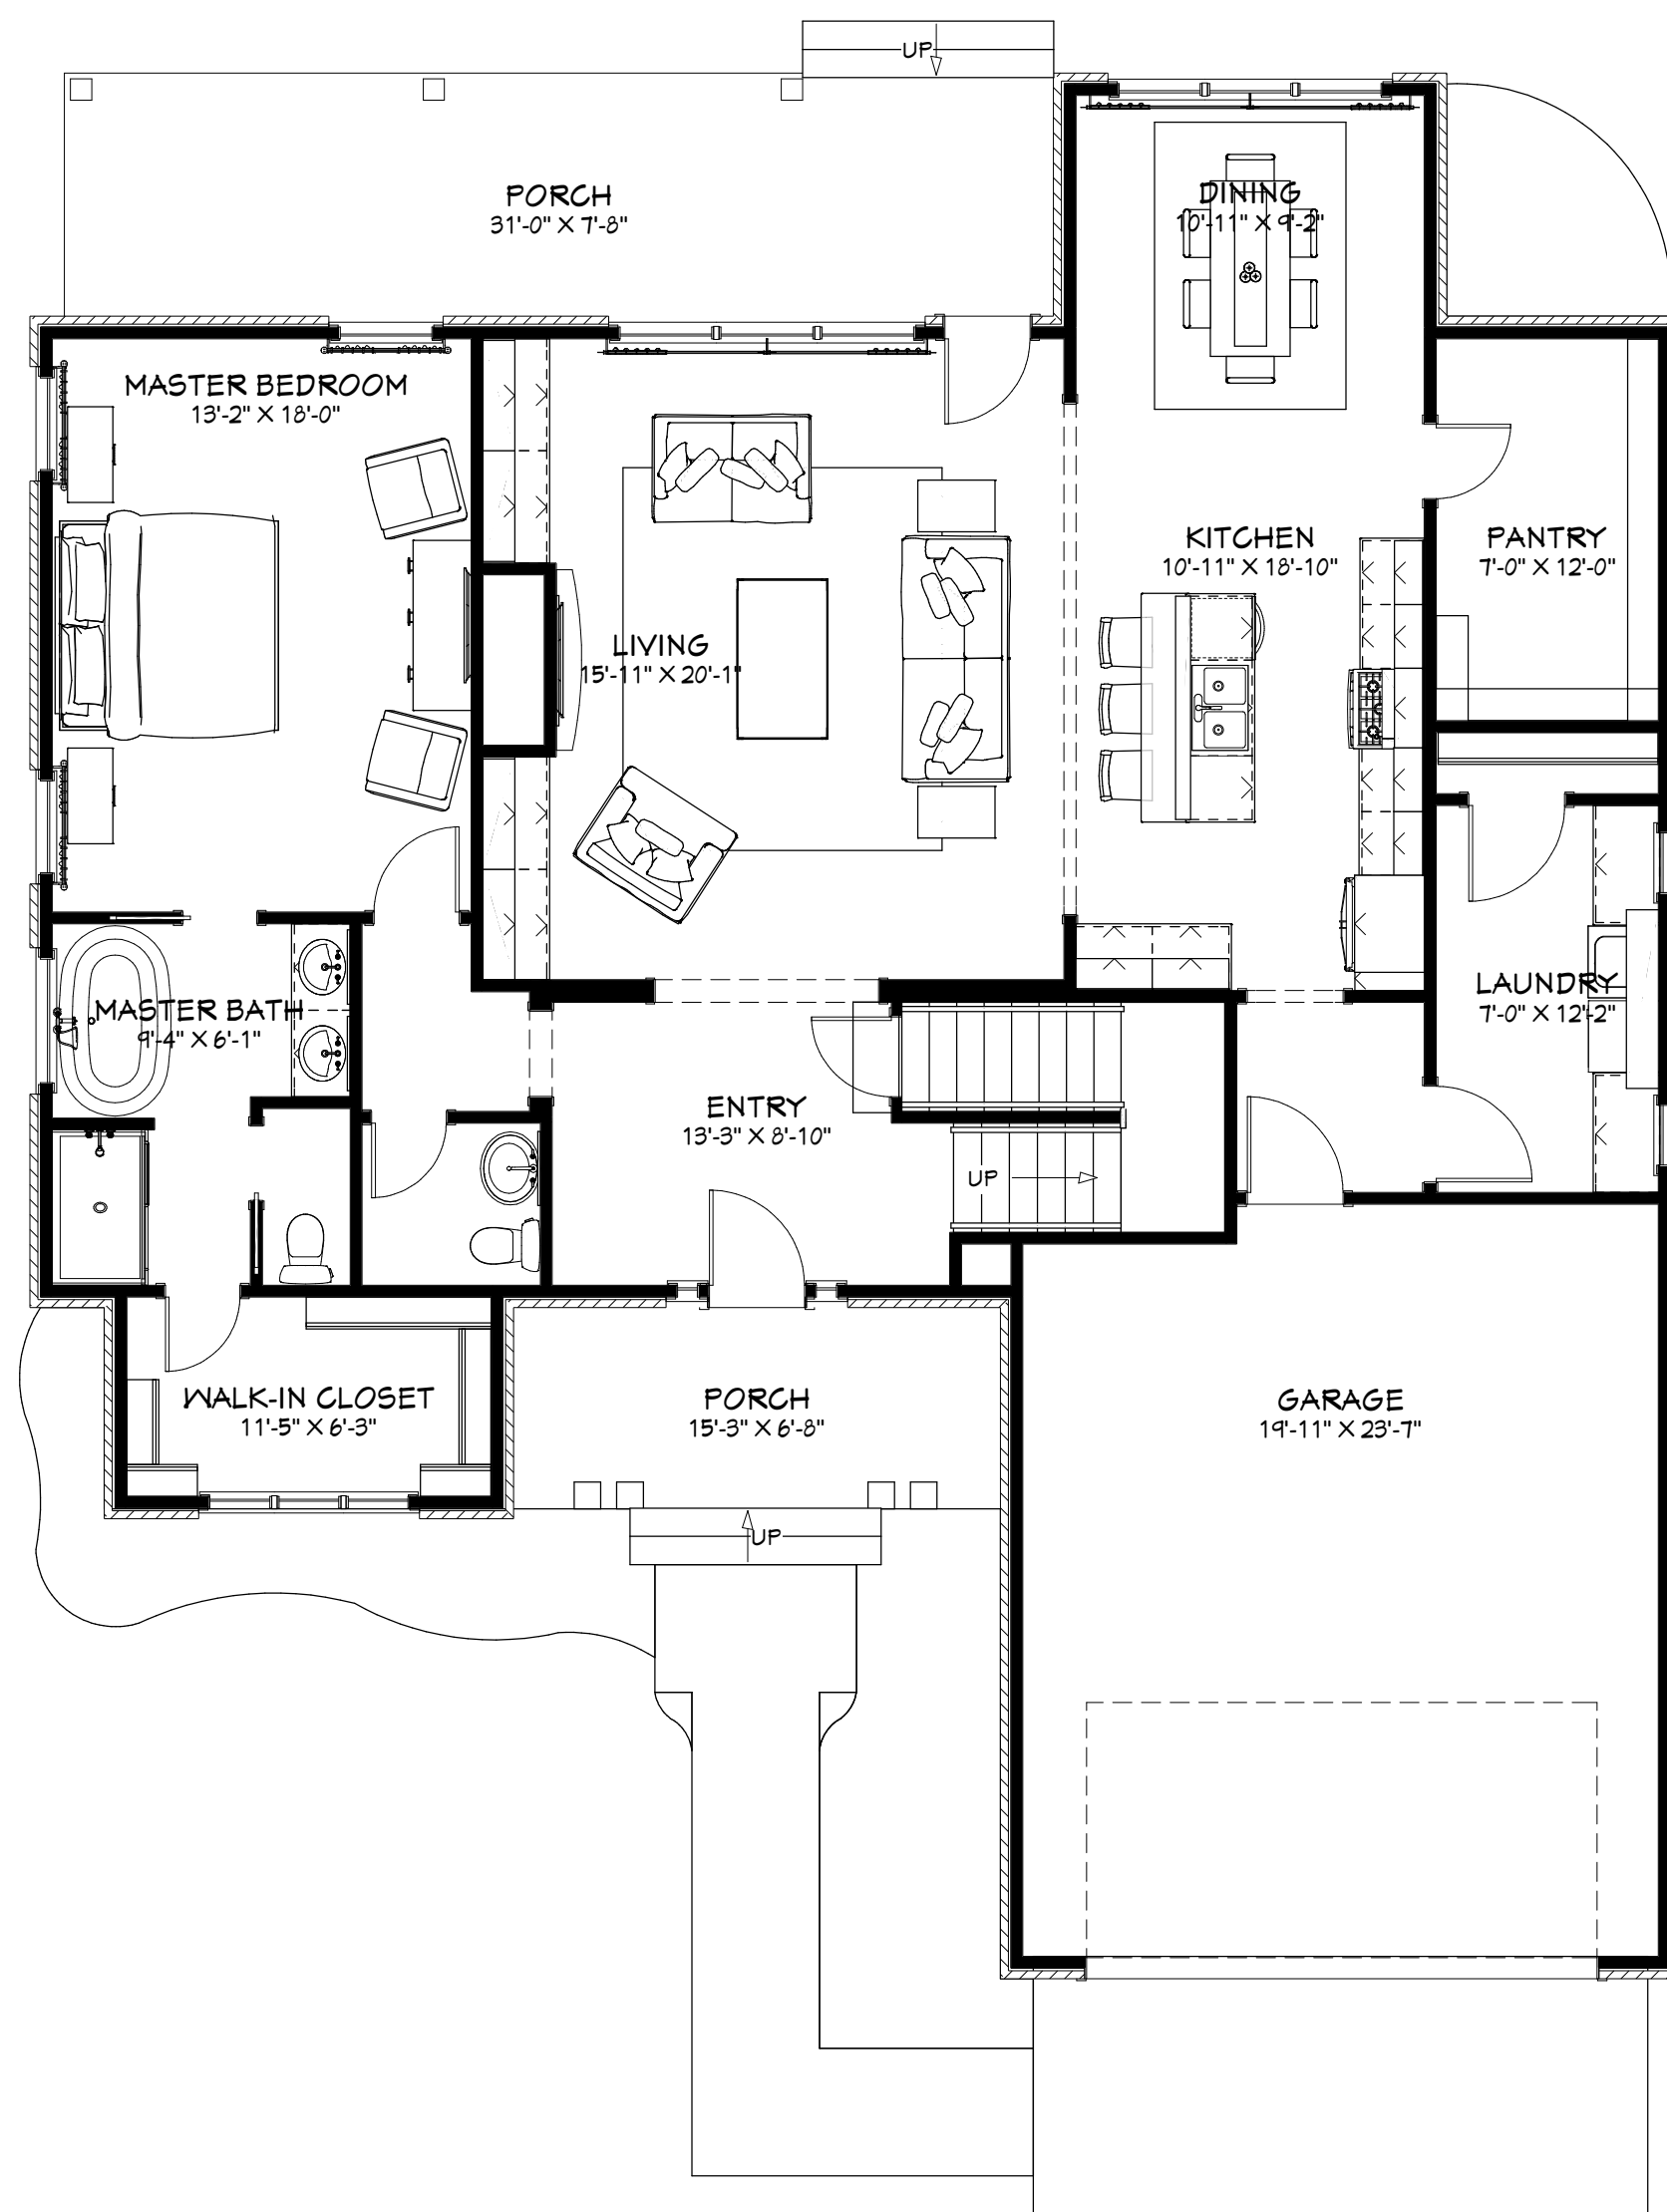 UP
PORCH
31'-0" X 7'-8"
DINING
10'-11" X 9'-2"
MASTER BEDROOM
13'-2" X 18'-0"
KITCHEN
10'-11" X 18'-10"
PANTRY
7'-0" X 12'-0"
LIVING
15'-11" X 20'-1"
MASTER BATH
9'-4" X 6'-1"
LAUNDRY
7'-0" X 12'-2"
ENTRY
13'-3" X 8'-10"
UP
WALK-IN CLOSET
11'-5" X 6'-3"
PORCH
15'-3" X 6'-8"
GARAGE
19'-11" X 23'-7"
UP